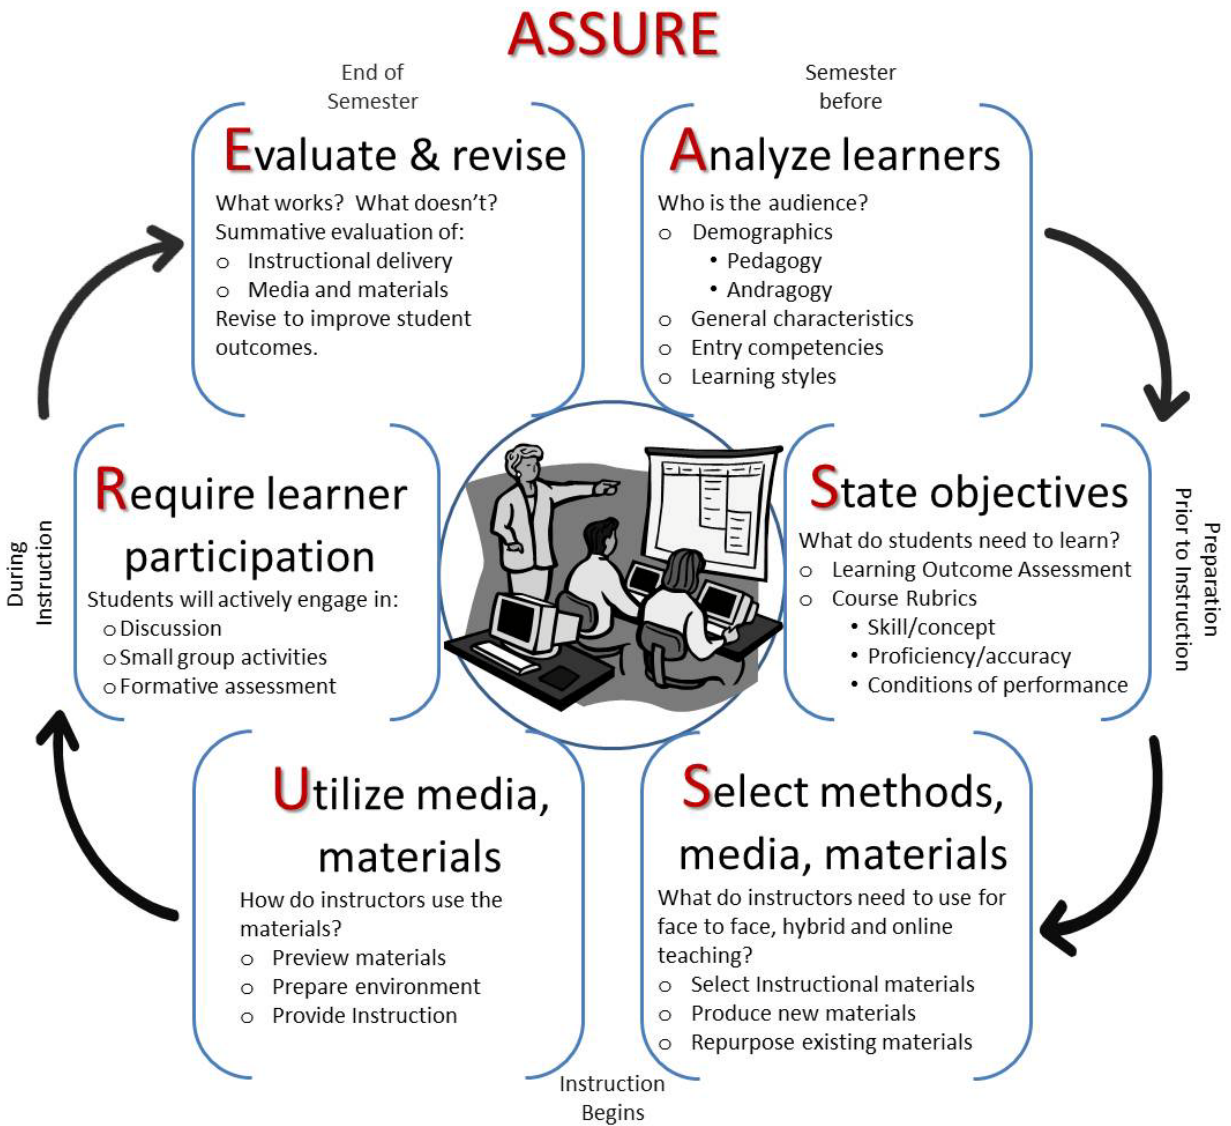 ASSURE
Semester
before
Analyze learners
Who is the audience?
o Demographics
• Pedagogy
• Andragogy
o General characteristics
o Entry competencies
o Learning styles
Preparation
Prior to Instruction
State objectives
What do students need to learn?
o Learning Outcome Assessment
o Course Rubrics
• Skill/concept
• Proficiency/accuracy
• Conditions of performance
Select methods,
media, materials
What do instructors need to use for
face to face, hybrid and online
teaching?
o Select Instructional materials
o Produce new materials
o Repurpose existing materials
Instruction
Begins
Utilize media,
materials
How do instructors use the
materials?
o Preview materials
o Prepare environment
o Provide Instruction
During
Instruction
Require learner
participation
Students will actively engage in:
o Discussion
o Small group activities
o Formative assessment
End of
Semester
Evaluate & revise
What works? What doesn't?
Summative evaluation of:
o Instructional delivery
o Media and materials
Revise to improve student
outcomes.